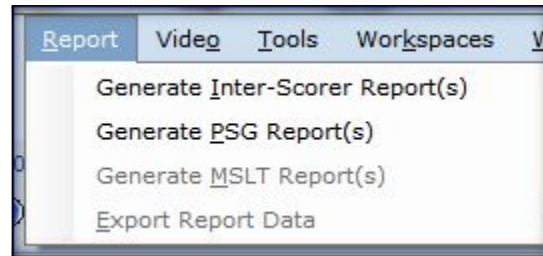 Report Video Tools Workspaces
Generate Inter-Scorer Report(s)
Generate PSG Report(s)
Generate MSLT Report(s)
Export Report Data